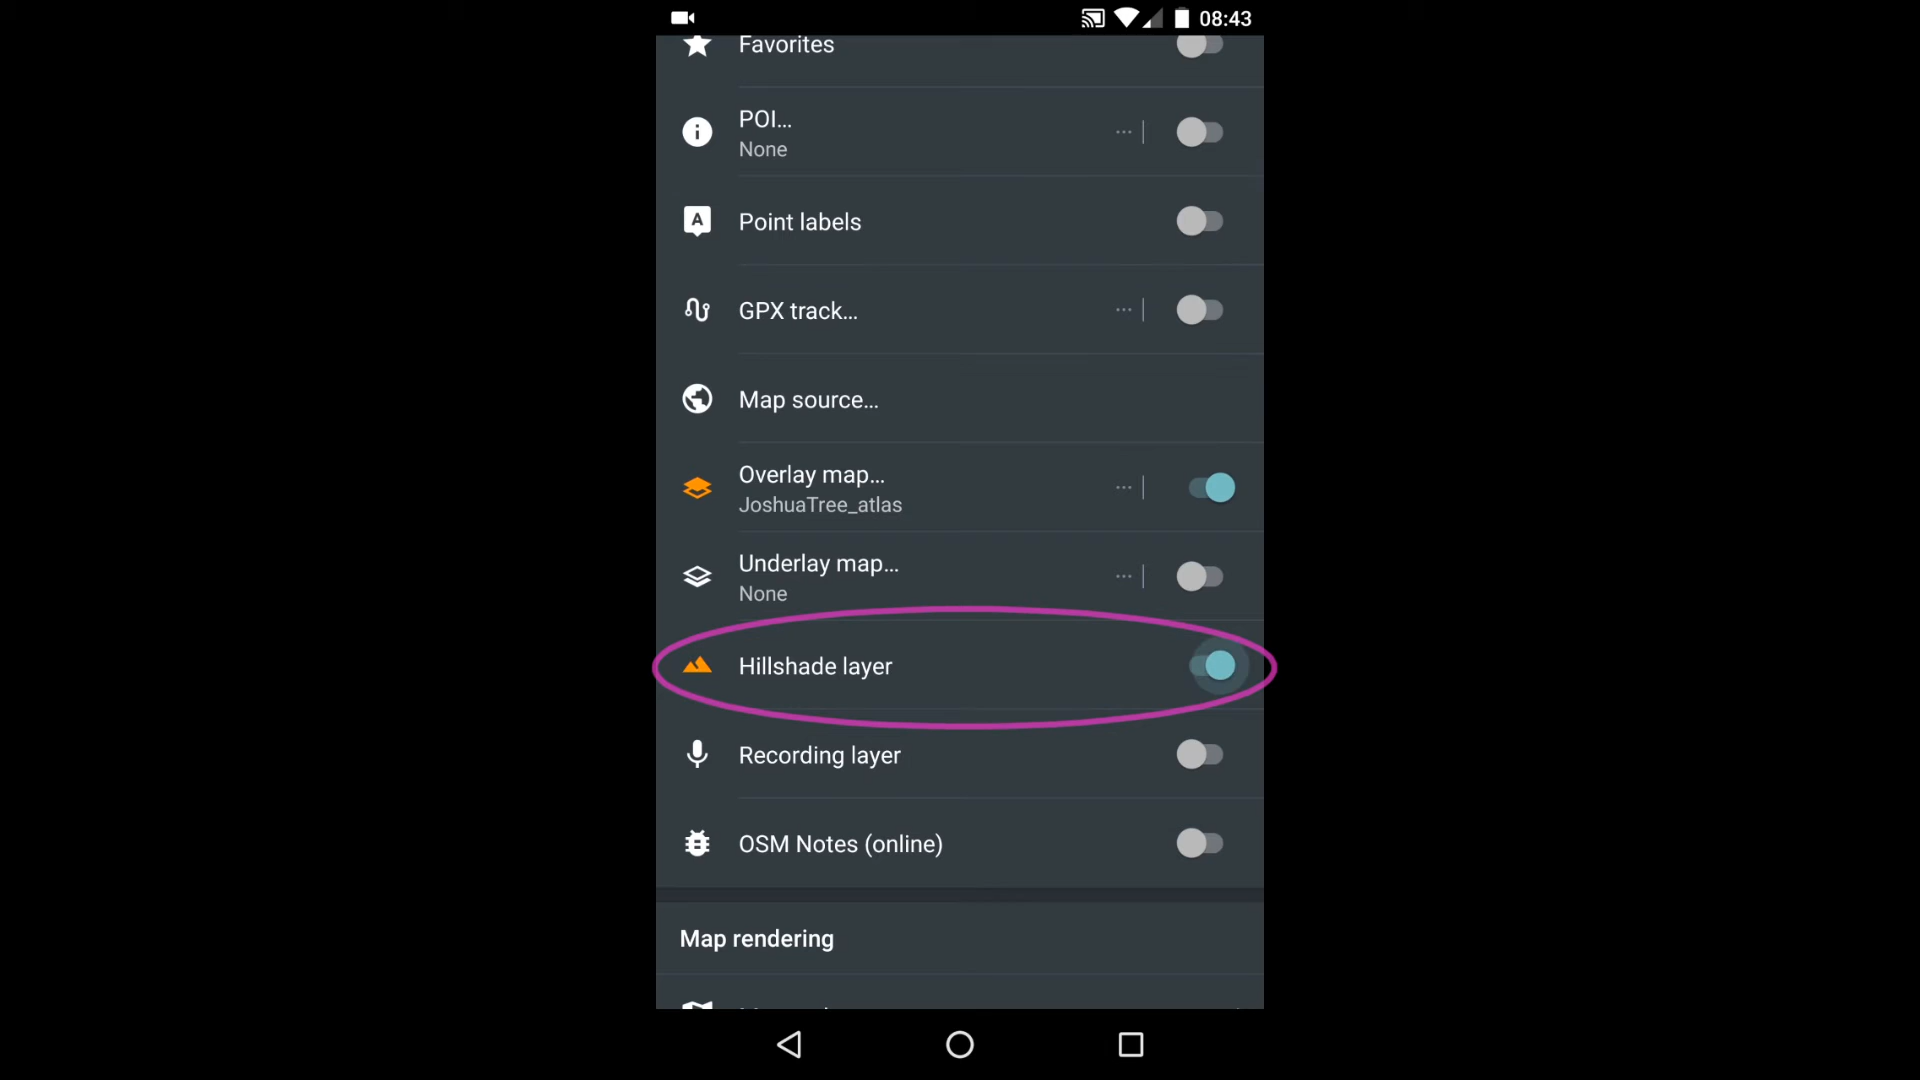 08:43
Favorites
POI...
None
Point labels
GPX track...
Map source...
Overlay map...
JoshuaTree_atlas
Underlay map...
None
Hillshade layer
Recording layer
OSM Notes (online)
Map rendering